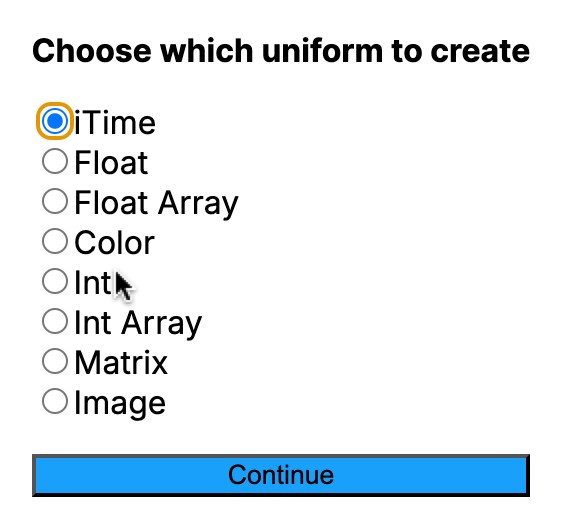 Choose which uniform to create
iTime
Float
Float Array
Color
Int
Int Array
Matrix
Image
Continue